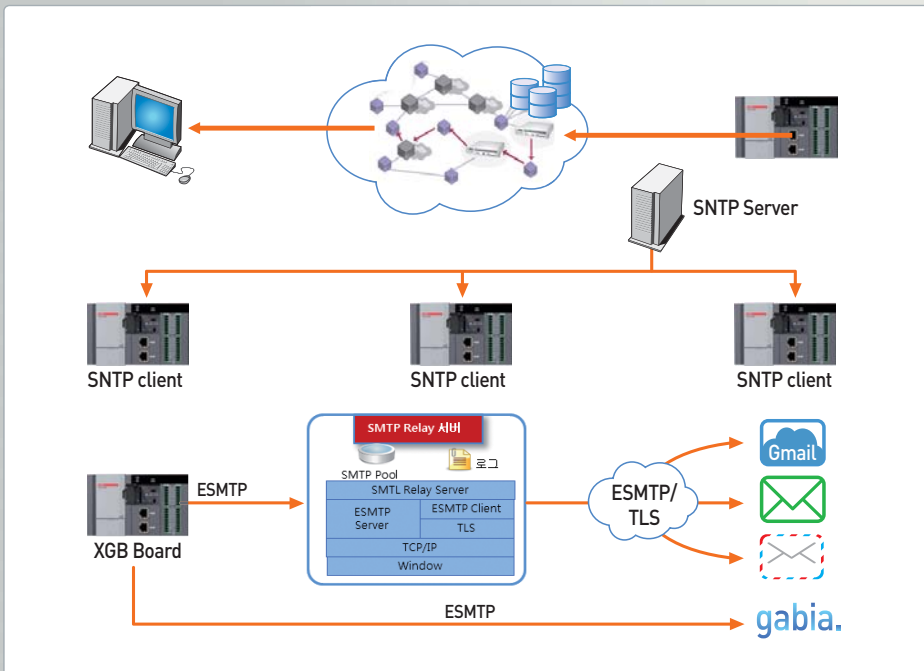 SNTP Server
SNTP client
SNTP client
SNTP client
SMTP Relay 서버
SMTP Pool
로그
SMTL Relay Server
ESMTP Server
ESMTP Client
TLS
TCP/IP
Window
ESMTP
XGB Board
ESMTP/
TLS
Gmail
ESMTP
gabia.